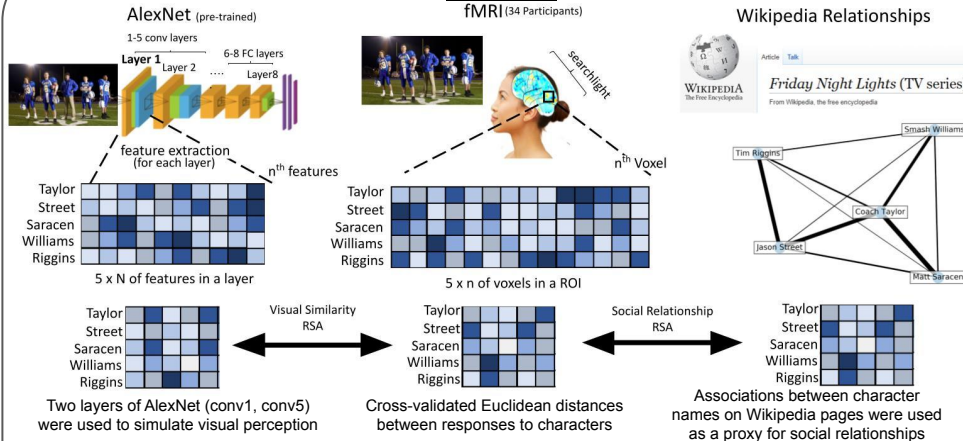 AlexNet (pre-trained)
1-5 conv layers
6-8 FC layers
Layer 1
Layer 2
....
Layer8
feature extraction
(for each layer)
nth features
Taylor
Street
Saracen
Williams
Riggins
5 x N of features in a layer
fMRI (34 Participants)
searchlight
nth Voxel
Taylor
Street
Saracen
Williams
Riggins
5 x n of voxels in a ROI
Wikipedia Relationships
WIKIPEDIA
The Free Encyclopedia
Article Talk
Friday Night Lights (TV series)
From Wikipedia, the free encyclopedia
Smash Williams
Tim Riggins
Coach Taylor
Jason Street
Matt Saracen
Taylor
Street
Saracen
Williams
Riggins
Visual Similarity
RSA
Taylor
Street
Saracen
Williams
Riggins
Social Relationship
RSA
Taylor
Street
Saracen
Williams
Riggins
Two layers of AlexNet (conv1, conv5)
were used to simulate visual perception
Cross-validated Euclidean distances
between responses to characters
Associations between character
names on Wikipedia pages were used
as a proxy for social relationships